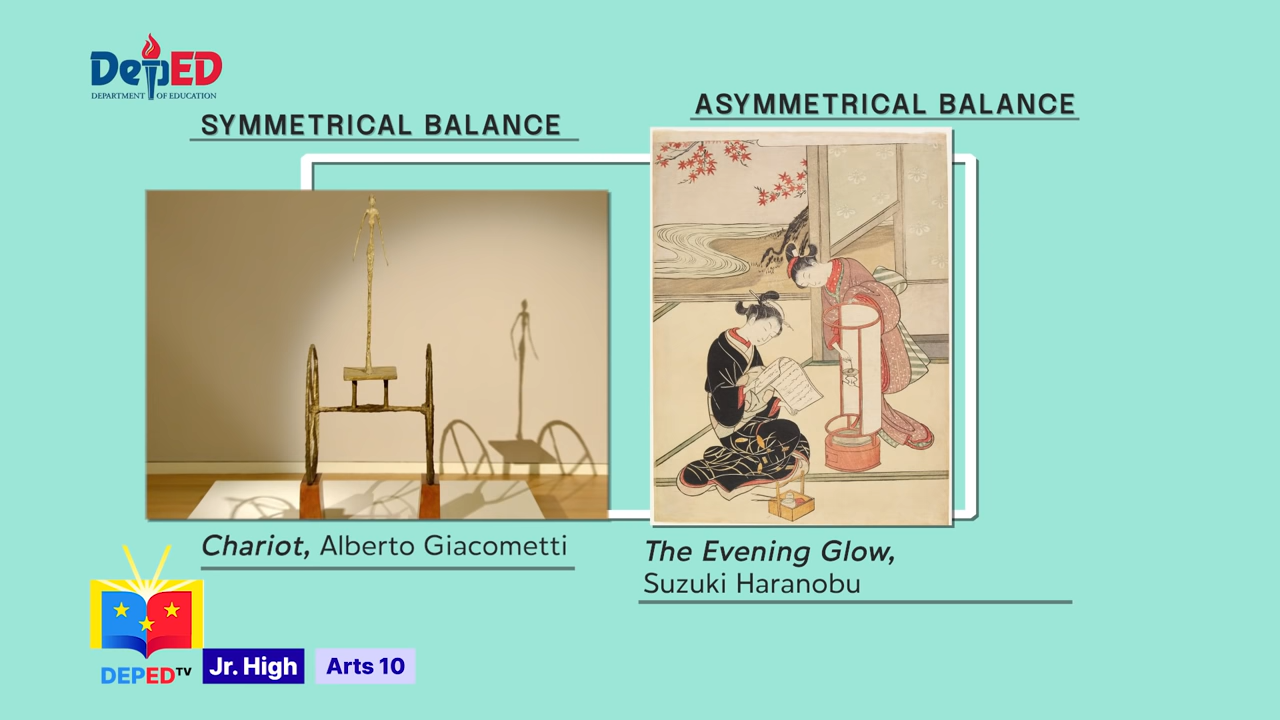 DepED
DEPARTMENT OF EDUCATION
SYMMETRICAL BALANCE
ASYMMETRICAL BALANCE
Chariot, Alberto Giacometti
The Evening Glow,
Suzuki Haranobu
DEPED TV
Jr. High
Arts 10